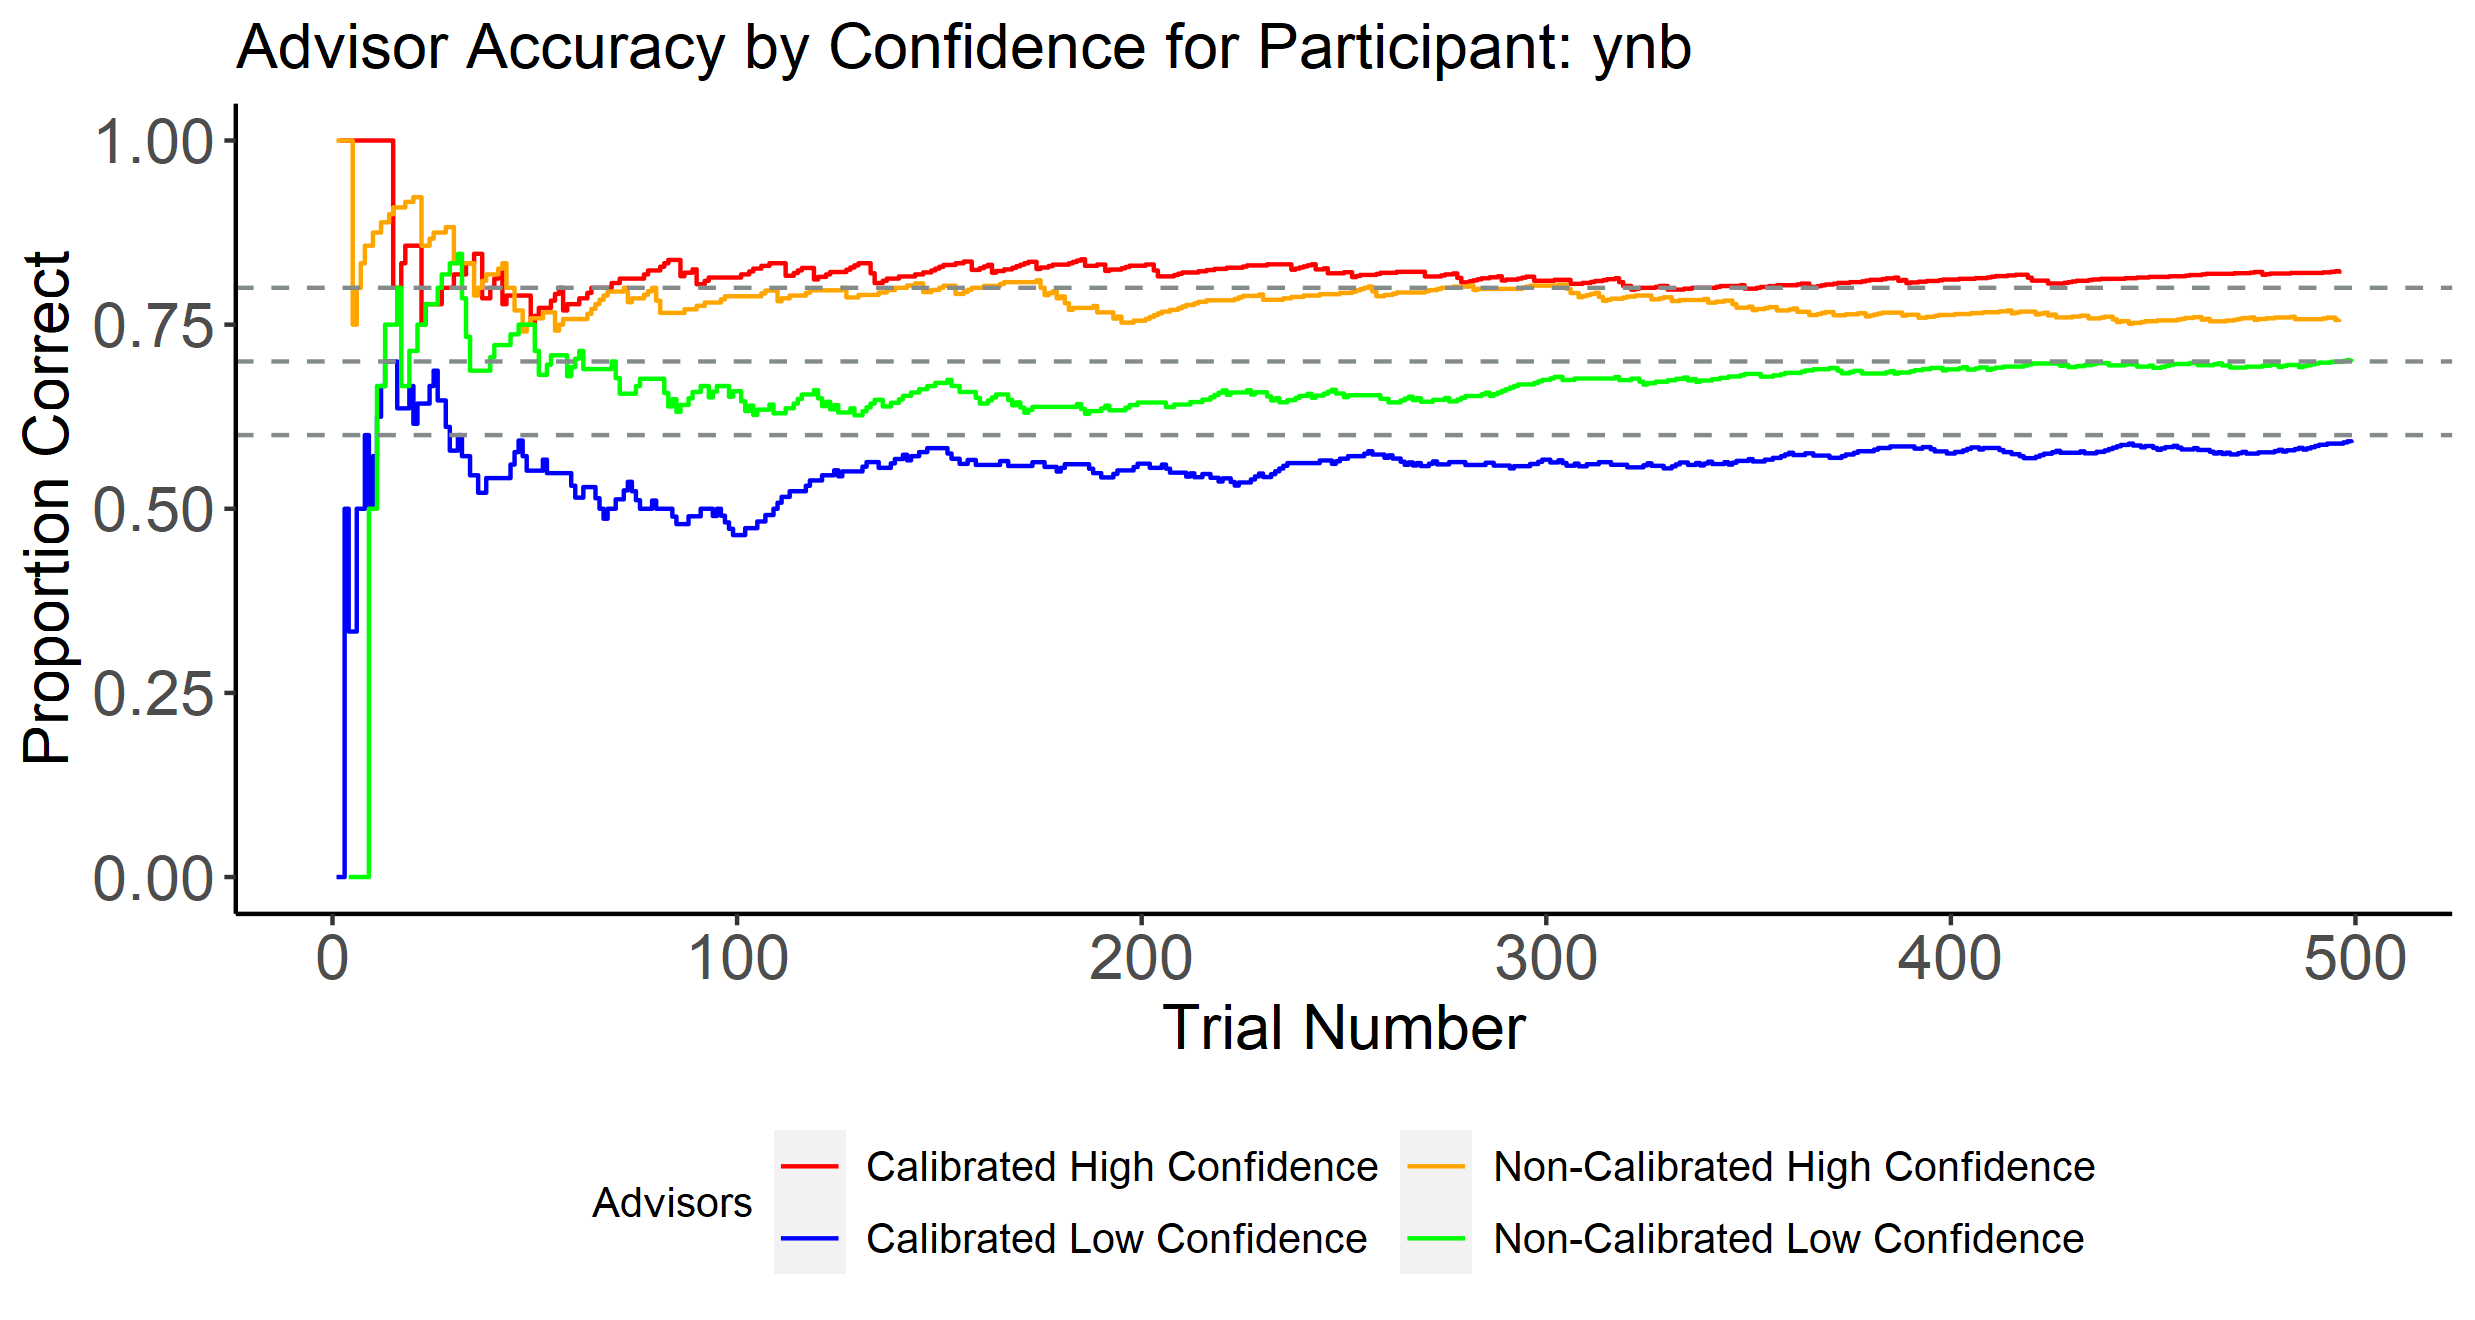 Advisor Accuracy by Confidence for Participant: ynb
Proportion Correct
1.00
0.75
0.50
0.25
0.00
0 100 200 300 400 500
Trial Number
Advisors
Calibrated High Confidence
Calibrated Low Confidence
Non-Calibrated High Confidence
Non-Calibrated Low Confidence